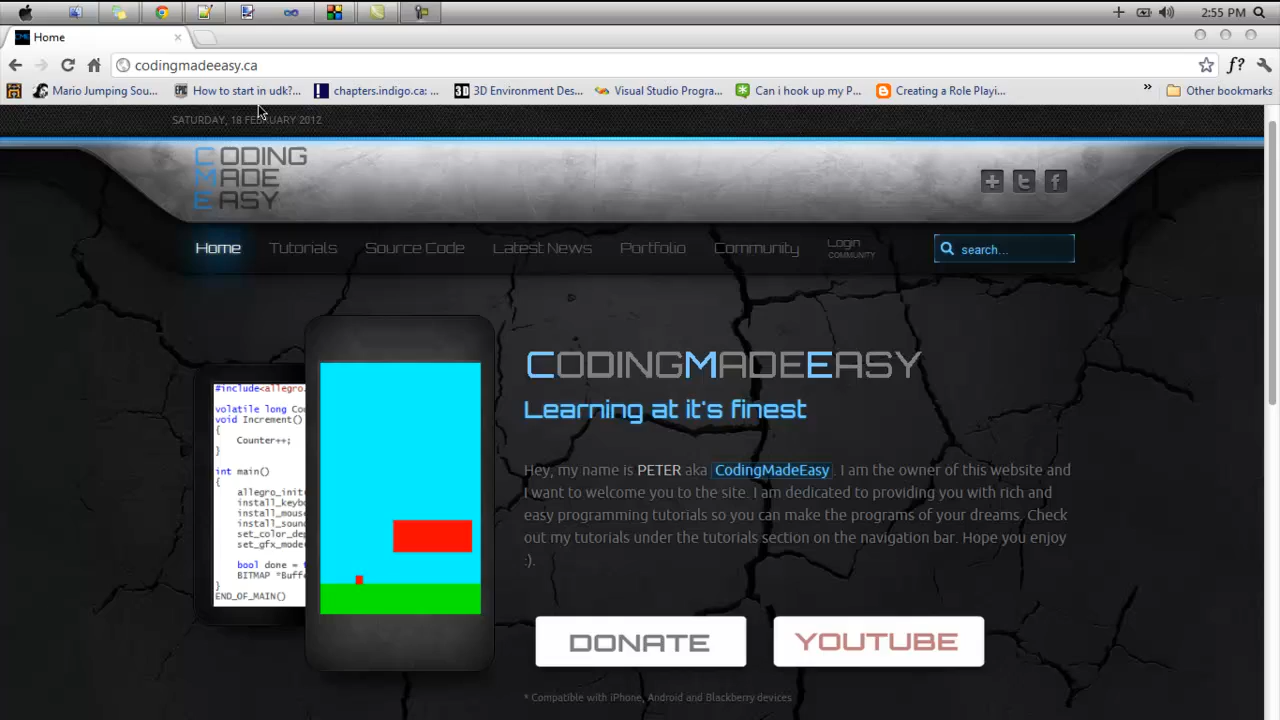 2:55 PM
Home
codingmadeeasy.ca
f?
Mario Jumping Sou...
How to start in udk?...
chapters.indigo.ca: ...
3D Environment Des...
Visual Studio Progra...
Can i hook up my P...
Creating a Role Playi...
»
Other bookmarks
SATURDAY, 18 FEBRUARY 2012
CODING
MADE
EASY
Home
Tutorials
Source Code
Latest News
Portfolio
Community
Login
COMMUNITY
search...
#include<allegro.
volatile long Cou
void Increment()
{
Counter++;
}
int main()
{
allegro_init
install_keyb
install_mous
install_soun
set_color_dep
set_gfx_mode
bool done = f
BITMAP *Buff
}
END_OF_MAIN()
CODINGMADEEASY
Learning at it's finest
Hey, my name is PETER aka CodingMadeEasy. I am the owner of this website and
I want to welcome you to the site. I am dedicated to providing you with rich and
easy programming tutorials so you can make the programs of your dreams. Check
out my tutorials under the tutorials section on the navigation bar. Hope you enjoy
:).
DONATE
YOUTUBE
* Compatible with iPhone, Android and Blackberry devices